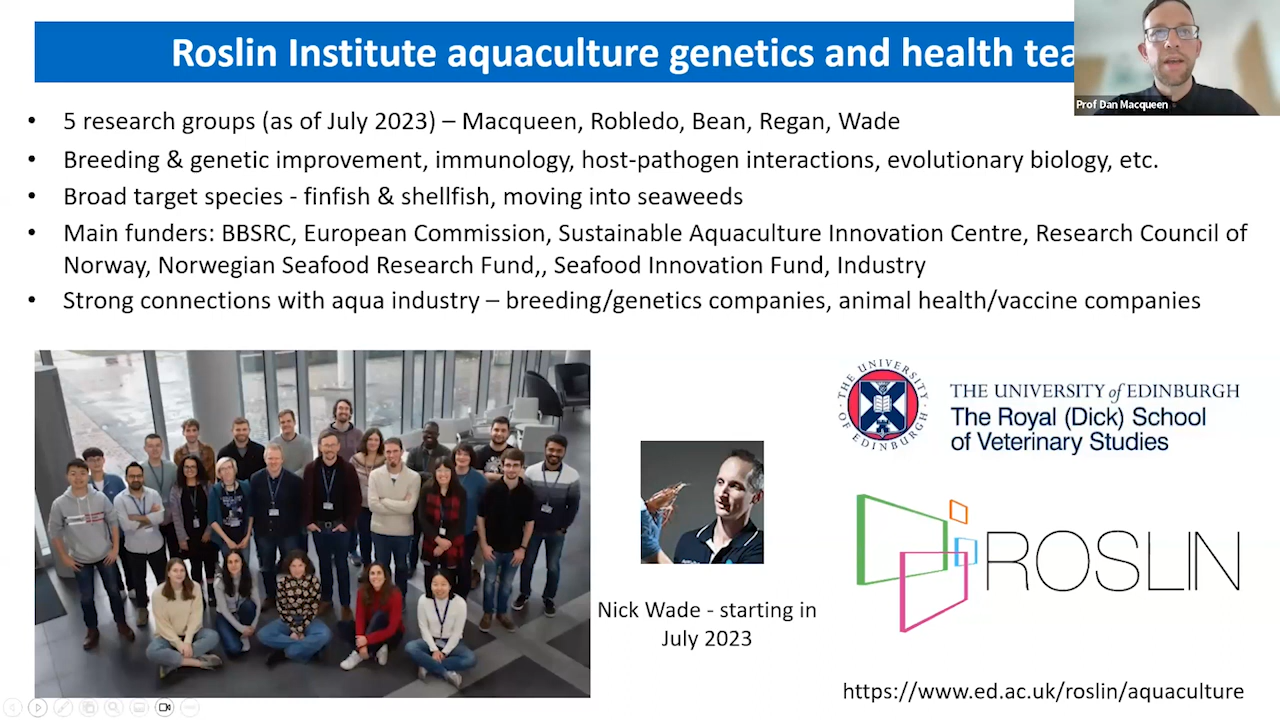 Roslin Institute aquaculture genetics and health tea
Prof Dan Macqueen
• 5 research groups (as of July 2023) – Macqueen, Robledo, Bean, Regan, Wade
• Breeding & genetic improvement, immunology, host-pathogen interactions, evolutionary biology, etc.
• Broad target species - finfish & shellfish, moving into seaweeds
• Main funders: BBSRC, European Commission, Sustainable Aquaculture Innovation Centre, Research Council of
Norway, Norwegian Seafood Research Fund,, Seafood Innovation Fund, Industry
• Strong connections with aqua industry – breeding/genetics companies, animal health/vaccine companies
THE UNIVERSITY OF EDINBURGH
THE UNIVERSITY of EDINBURGH
The Royal (Dick) School
of Veterinary Studies
ROSLIN
Nick Wade - starting in
July 2023
https://www.ed.ac.uk/roslin/aquaculture